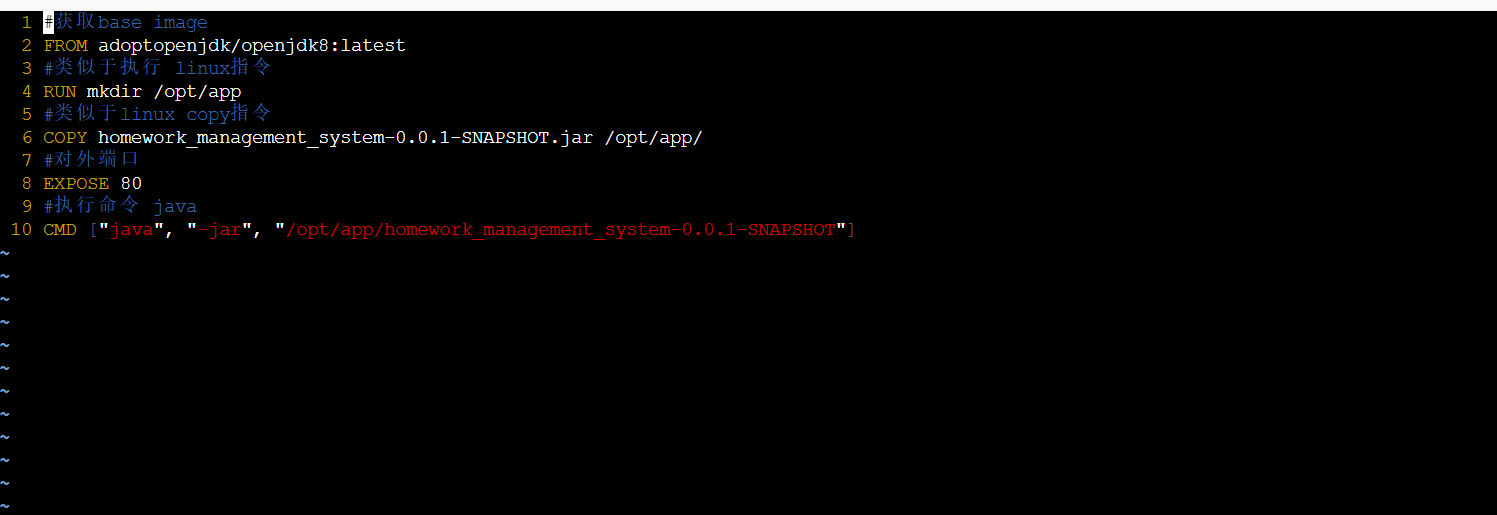 1 #获取base image
2 FROM adoptopenjdk/openjdk8:latest
3 #类似于执行 linux指令
4 RUN mkdir /opt/app
5 #类似于linux copy指令
6 COPY homework_management_system-0.0.1-SNAPSHOT.jar /opt/app/
7 #对外端口
8 EXPOSE 80
9 #执行命令 java
10 CMD ["java", "-jar", "/opt/app/homework_management_system-0.0.1-SNAPSHOT"]
~
~
~
~
~
~
~
~
~
~
~
~